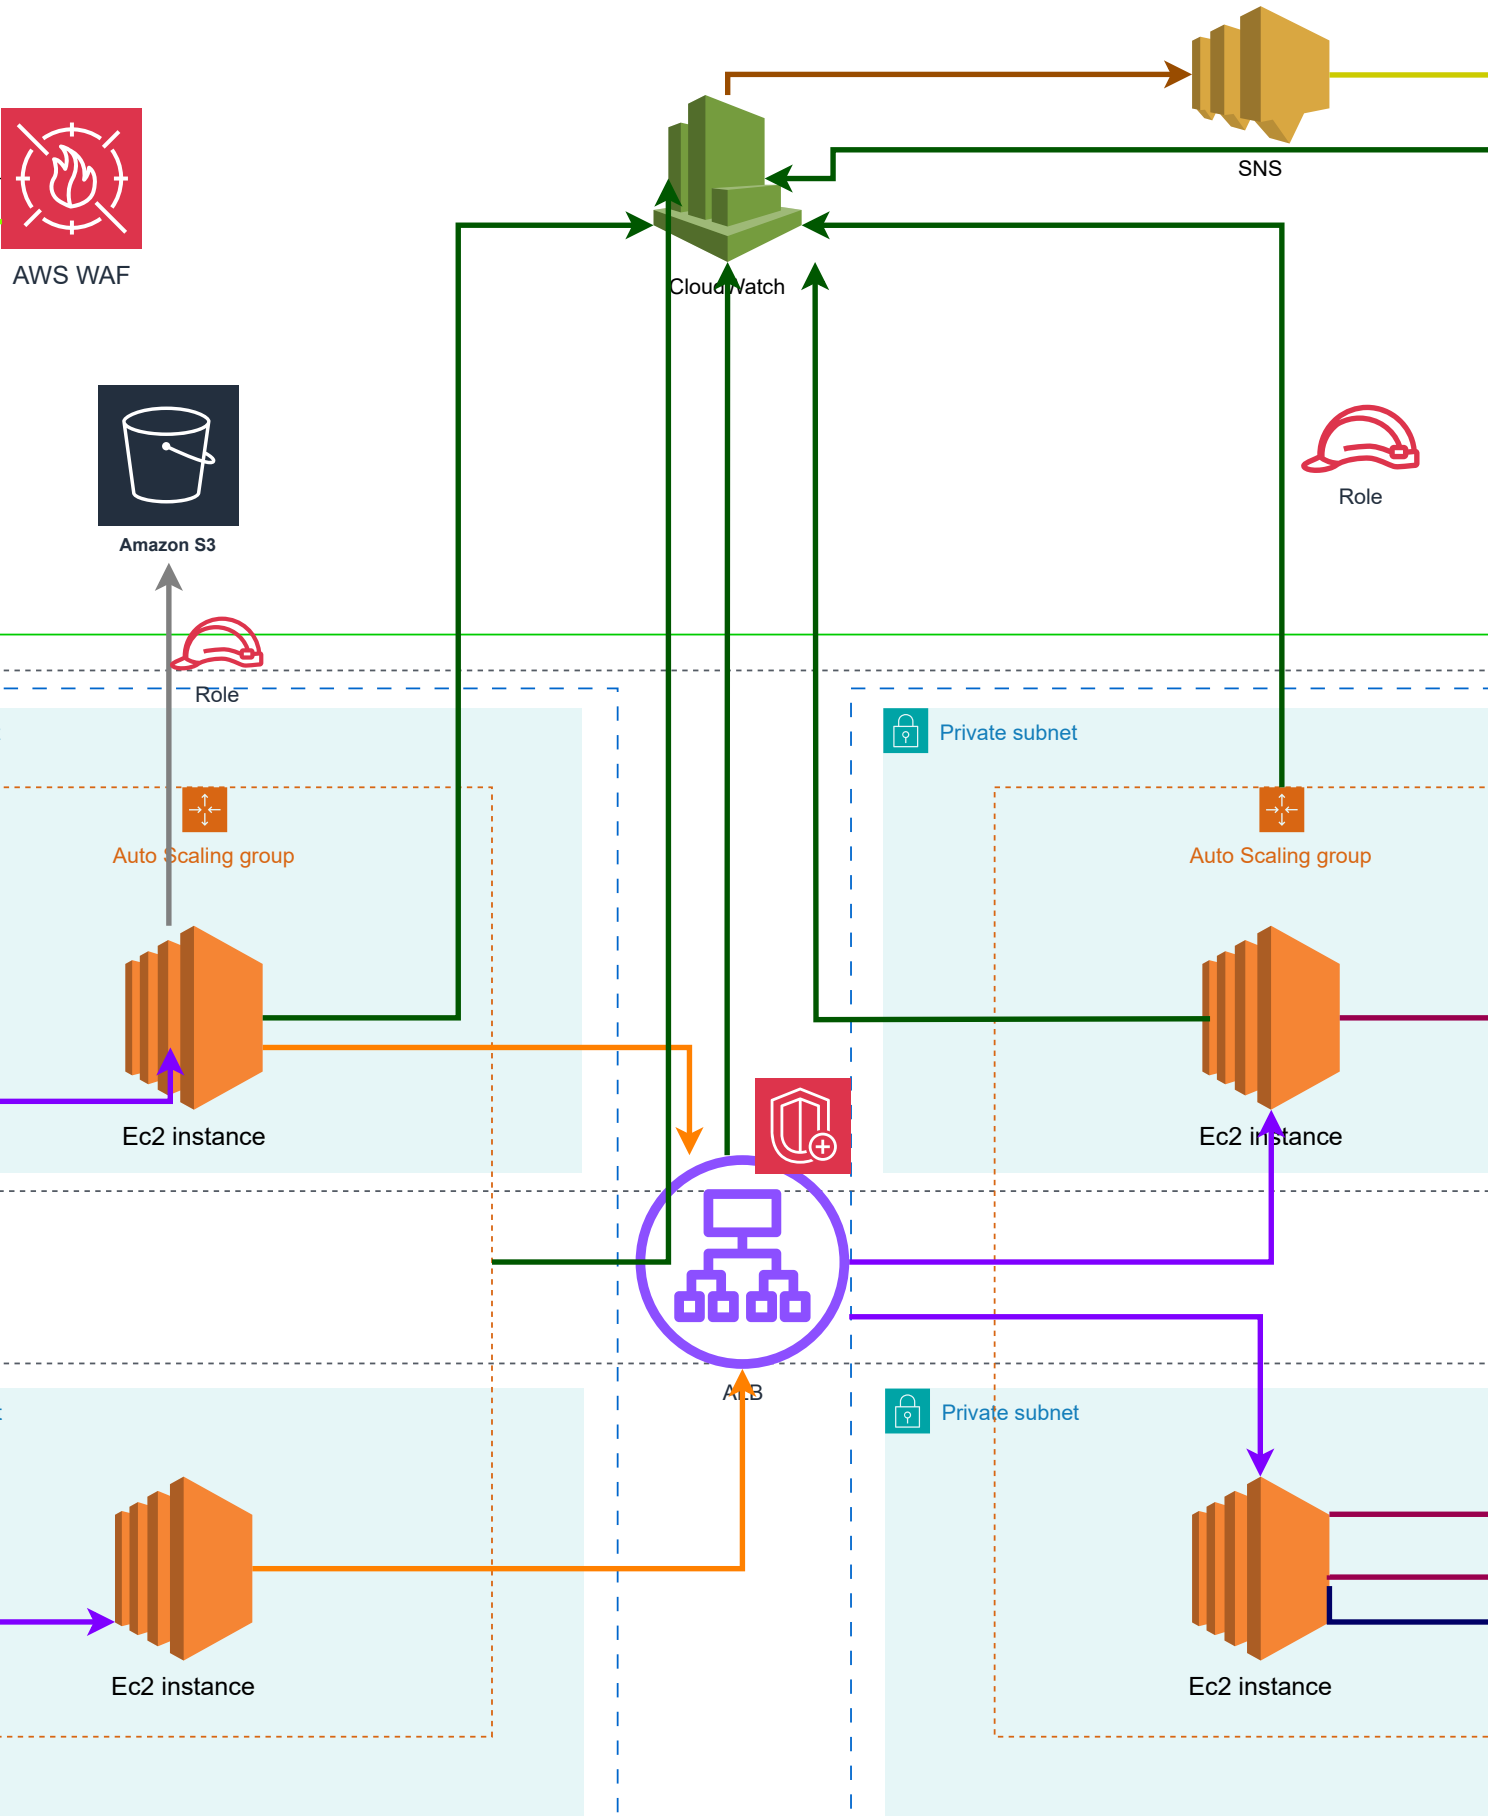 SNS
AWS WAF
CloudWatch
Role
Amazon S3
Role
Private subnet
Auto Scaling group
Auto Scaling group
Ec2 instance
Ec2 instance
ALB
Private subnet
Ec2 instance
Ec2 instance